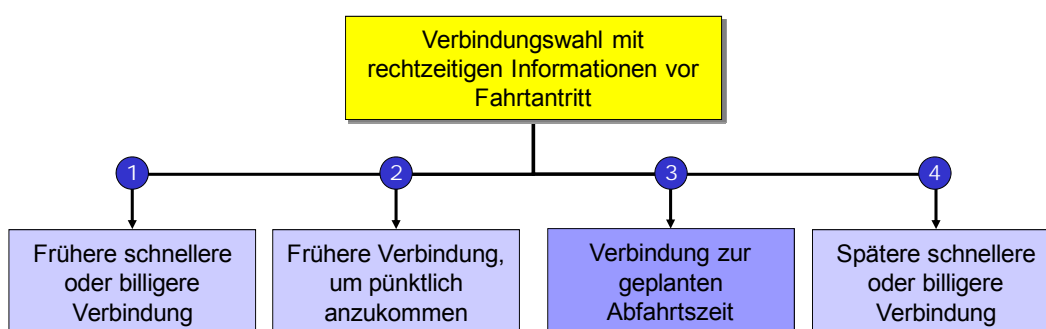 Verbindungswahl mit
rechtzeitigen Informationen vor
Fahrtantritt
1
2
3
4
Frühere schnellere
oder billigere
Verbindung
Frühere Verbindung,
um pünktlich
anzukommen
Verbindung zur
geplanten
Abfahrtszeit
Spätere schnellere
oder billigere
Verbindung